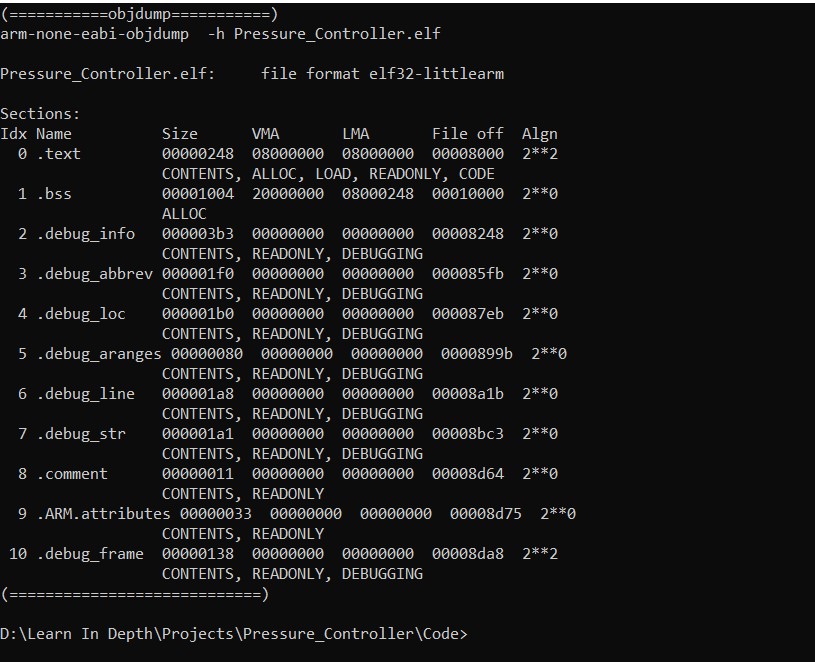 (===========objdump===========)
arm-none-eabi-objdump  -h Pressure_Controller.elf
Pressure_Controller.elf:     file format elf32-littlearm
Sections:
Idx Name          Size      VMA       LMA       File off  Algn
  0 .text         00000248  08000000  08000000  00008000  2**2
                  CONTENTS, ALLOC, LOAD, READONLY, CODE
  1 .bss          00001004  20000000  08000248  00010000  2**0
                  ALLOC
  2 .debug_info   000003b3  00000000  00000000  00008248  2**0
                  CONTENTS, READONLY, DEBUGGING
  3 .debug_abbrev 000001f0  00000000  00000000  000085fb  2**0
                  CONTENTS, READONLY, DEBUGGING
  4 .debug_loc    000001b0  00000000  00000000  000087eb  2**0
                  CONTENTS, READONLY, DEBUGGING
  5 .debug_aranges 00000080  00000000  00000000  0000899b  2**0
                  CONTENTS, READONLY, DEBUGGING
  6 .debug_line   000001a8  00000000  00000000  00008a1b  2**0
                  CONTENTS, READONLY, DEBUGGING
  7 .debug_str    000001a1  00000000  00000000  00008bc3  2**0
                  CONTENTS, READONLY, DEBUGGING
  8 .comment      00000011  00000000  00000000  00008d64  2**0
                  CONTENTS, READONLY
  9 .ARM.attributes 00000033  00000000  00000000  00008d75  2**0
                  CONTENTS, READONLY
 10 .debug_frame  00000138  00000000  00000000  00008da8  2**2
                  CONTENTS, READONLY, DEBUGGING
(============================)
D:\Learn In Depth\Projects\Pressure_Controller\Code>